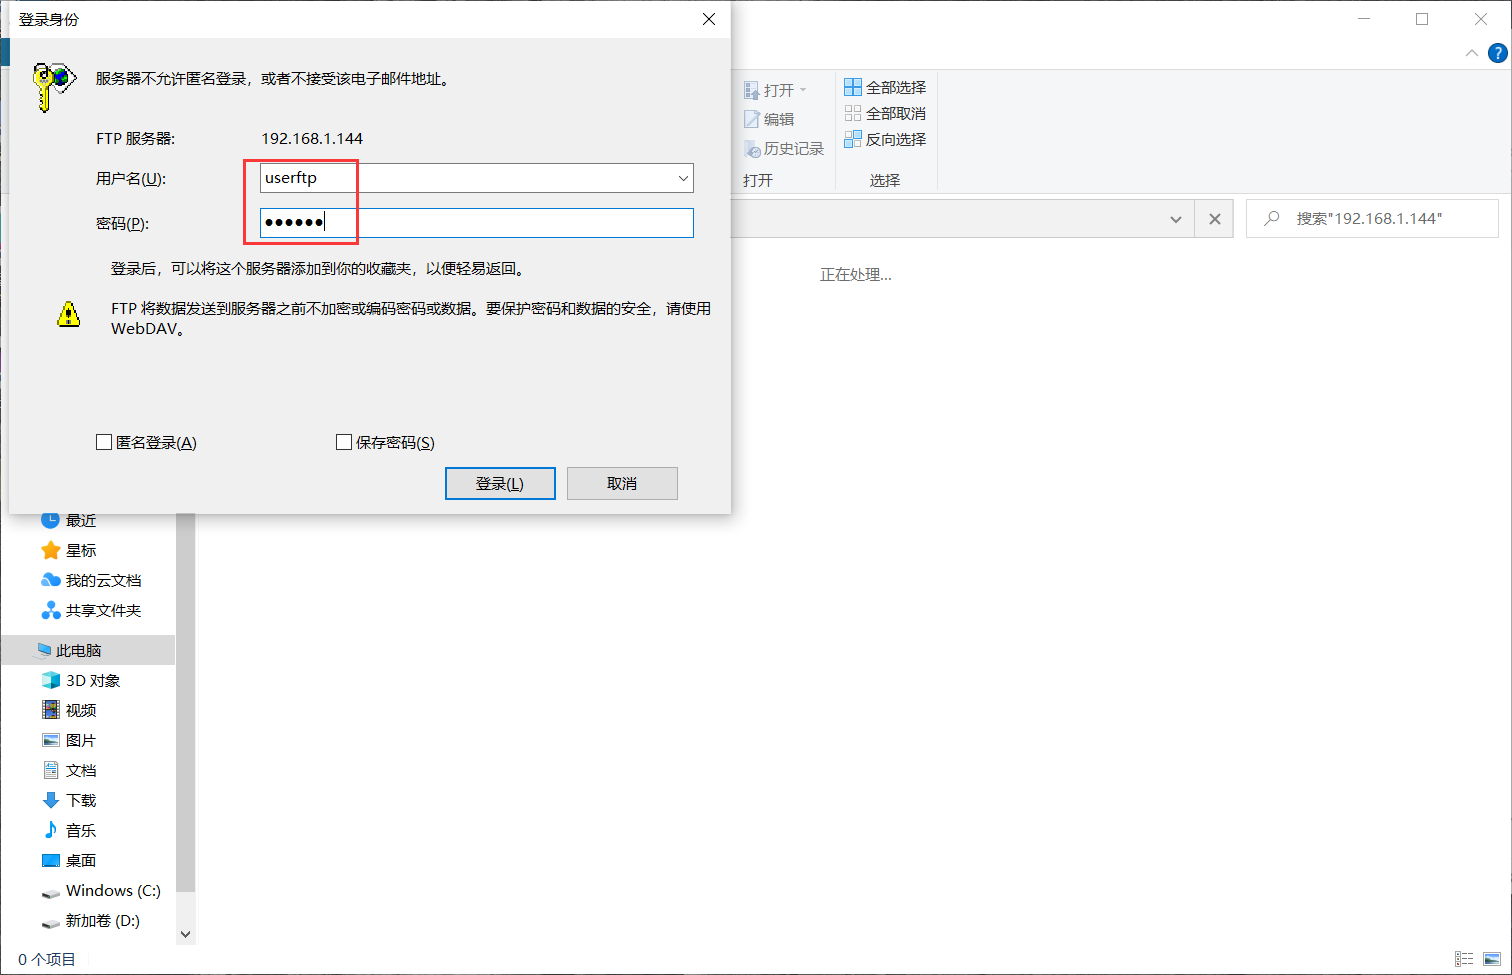 登录身份
服务器不允许匿名登录，或者不接受该电子邮件地址。
FTP 服务器:
192.168.1.144
用户名(U):
userftp
密码(P):
●●●●●●
登录后，可以将这个服务器添加到你的收藏夹，以便轻易返回。
FTP 将数据发送到服务器之前不加密或编码密码或数据。要保护密码和数据的安全，请使用
WebDAV。
匿名登录(A)
保存密码(S)
登录(L)
取消
打开
编辑
历史记录
打开
全部选择
全部取消
反向选择
选择
搜索"192.168.1.144"
正在处理...
最近
星标
我的云文档
共享文件夹
此电脑
3D 对象
视频
图片
文档
下载
音乐
桌面
Windows (C:)
新加卷 (D:)
0 个项目